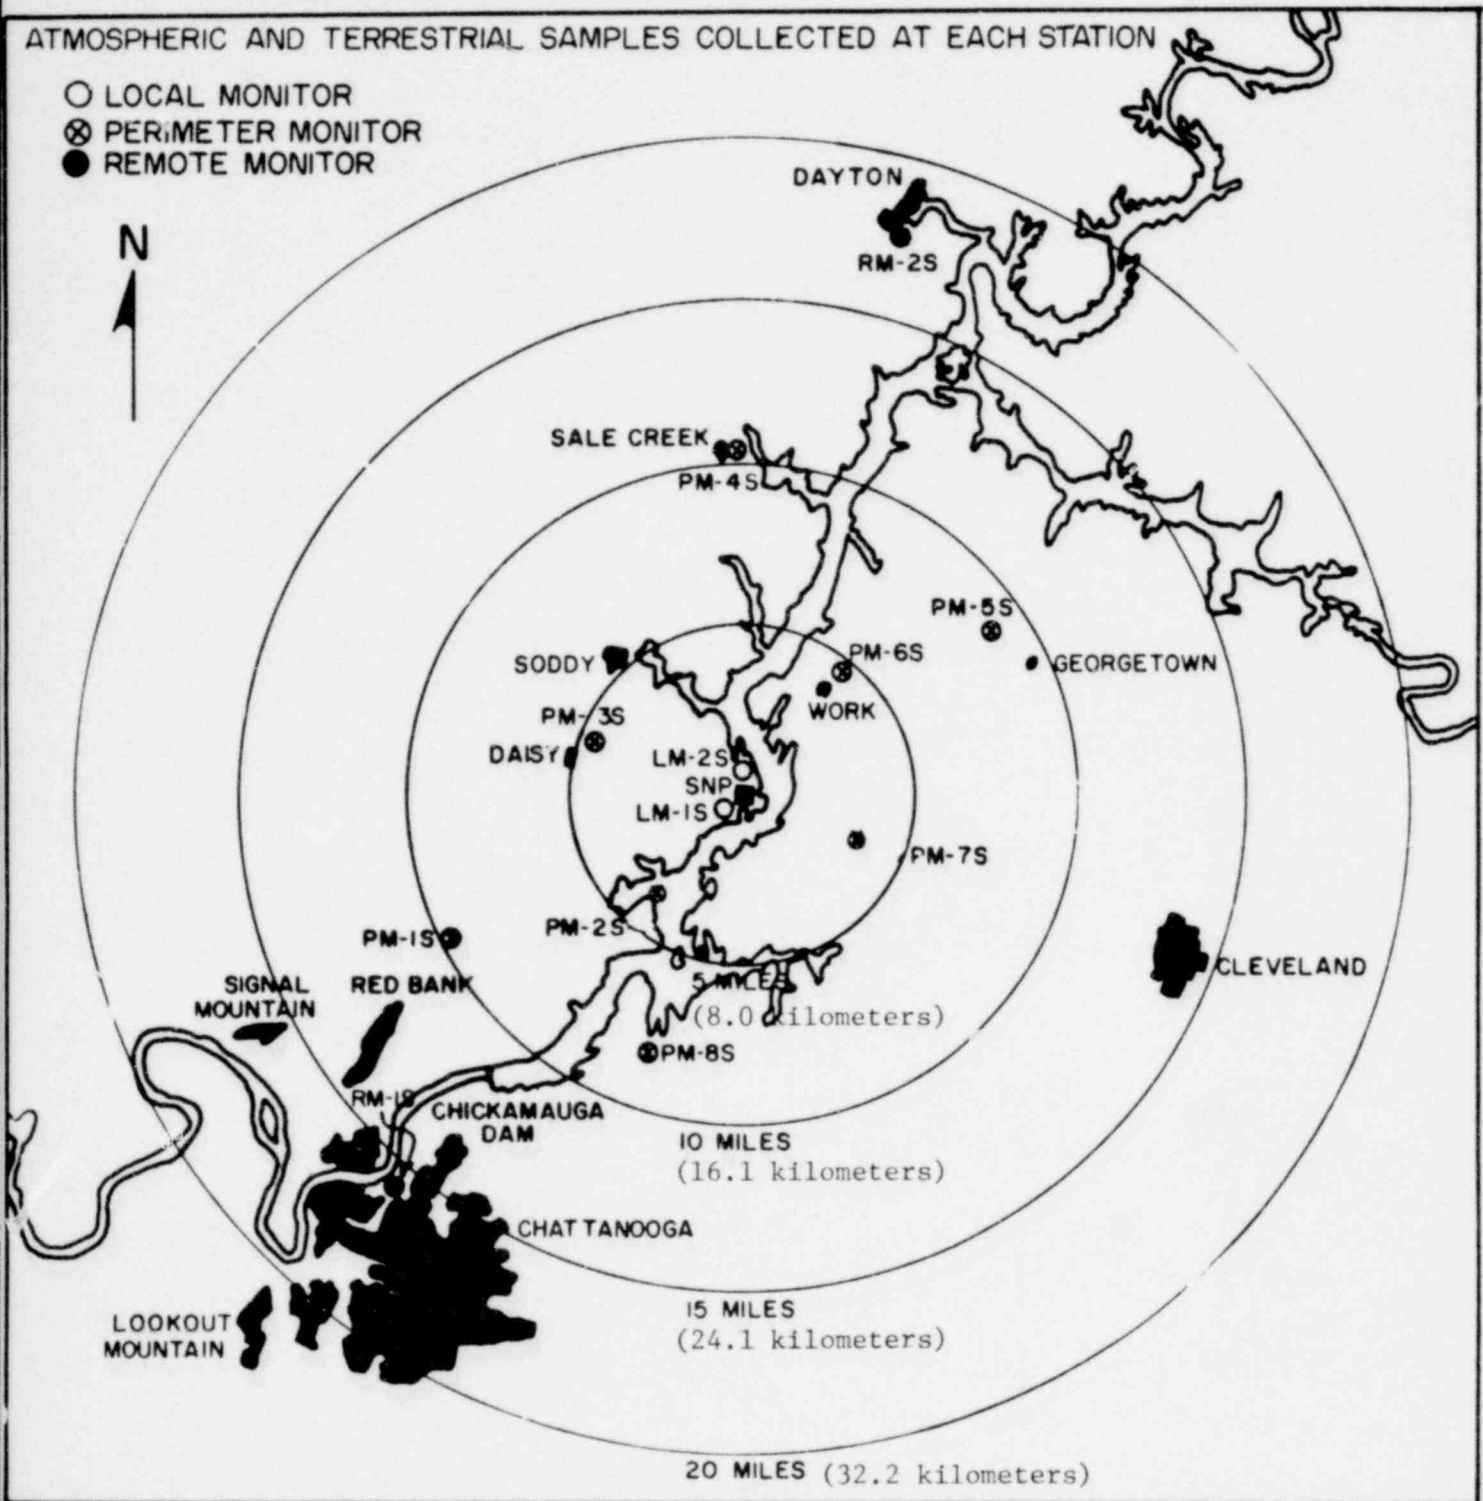 ATMOSPHERIC AND TERRESTRIAL SAMPLES COLLECTED AT EACH STATION
LOCAL MONITOR
PERiMETER MONITOR
REMOTE MONITOR
N
DAYTON
RM-2S
SALE CREEK
PM-4S
PM-5S
PM-6S
SODDY
GEORGETOWN
WORK
PM-3S
DAISY
LM-2S
SNP
LM-1S
PM-7S
PM-2S
PM-1S
CLEVELAND
5 MILES
(8.0 kilometers)
SIGNAL
MOUNTAIN
RED BANK
PM-8S
RM-1S
CHICKAMAUGA
DAM
10 MILES
(16.1 kilometers)
CHATTANOOGA
15 MILES
(24.1 kilometers)
LOOKOUT
MOUNTAIN
20 MILES (32.2 kilometers)